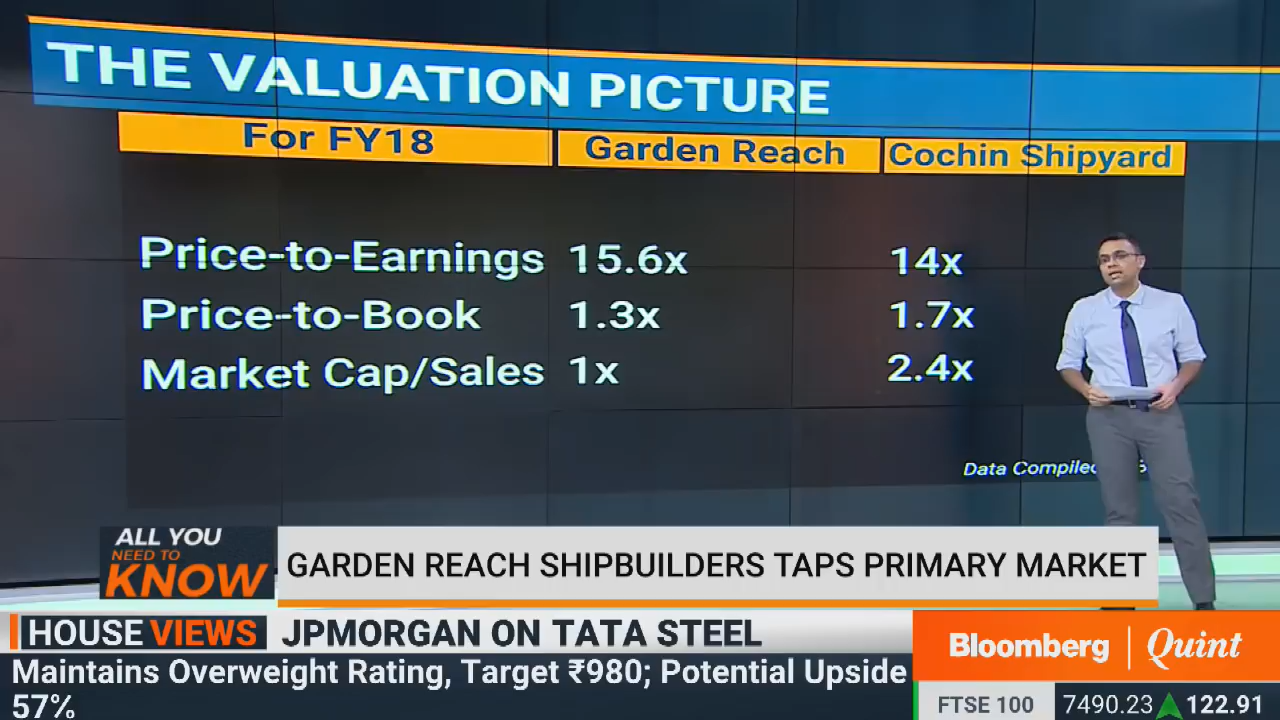 THE VALUATION PICTURE
For FY18 Garden Reach Cochin Shipyard
Price-to-Earnings 15.6x 14x
Price-to-Book 1.3x 1.7x
Market Cap/Sales 1x 2.4x
Data Compiled
ALL YOU
NEED TO
KNOW
GARDEN REACH SHIPBUILDERS TAPS PRIMARY MARKET
HOUSE VIEWS JPMORGAN ON TATA STEEL
Maintains Overweight Rating, Target ₹980; Potential Upside
57%
Bloomberg | Quint
FTSE 100 7490.23 ▲ 122.91